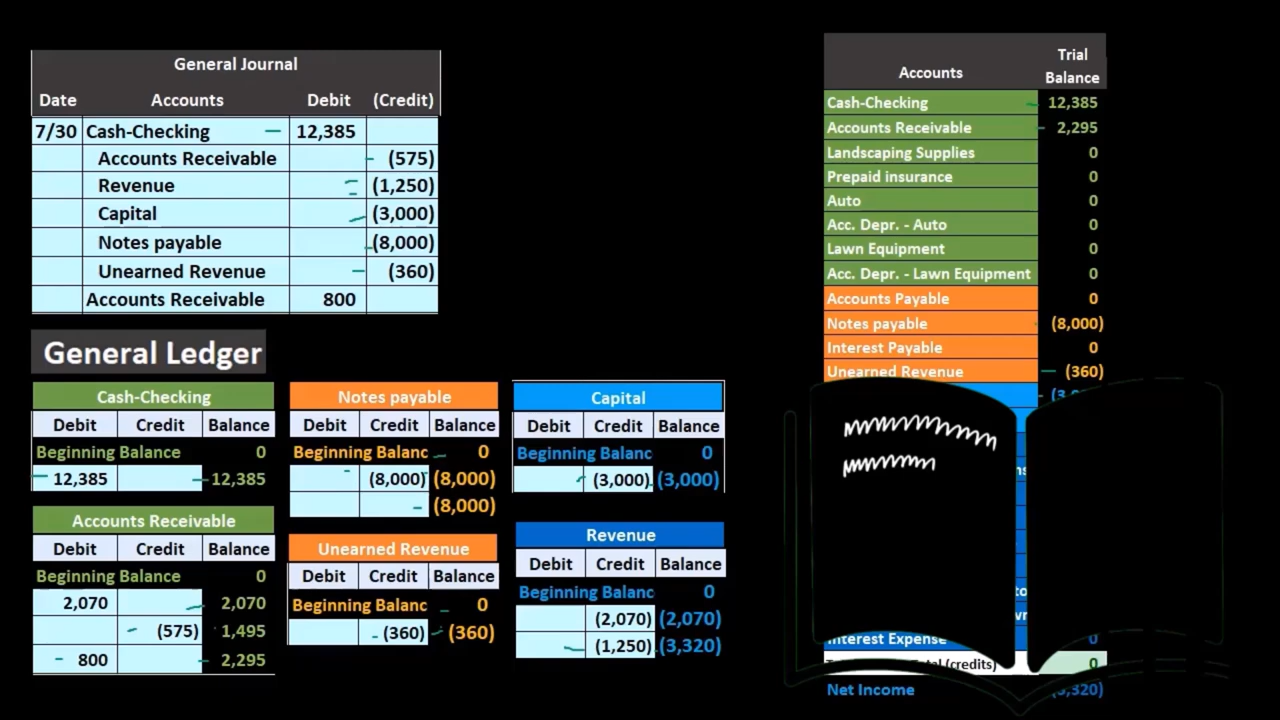 General Journal
Date Accounts Debit (Credit)
7/30 Cash-Checking 12,385
Accounts Receivable (575)
Revenue (1,250)
Capital (3,000)
Notes payable (8,000)
Unearned Revenue (360)
Accounts Receivable 800
General Ledger
Cash-Checking
Debit Credit Balance
Beginning Balance 0
12,385 12,385
Accounts Receivable
Debit Credit Balance
Beginning Balance 0
2,070 2,070
(575) 1,495
800 2,295
Notes payable
Debit Credit Balance
Beginning Balanc 0
(8,000) (8,000)
(8,000)
Unearned Revenue
Debit Credit Balance
Beginning Balanc 0
(360) (360)
Capital
Debit Credit Balance
Beginning Balanc 0
(3,000) (3,000)
Revenue
Debit Credit Balance
Beginning Balanc 0
(2,070) (2,070)
(1,250) (3,320)
Accounts Trial Balance
Cash-Checking 12,385
Accounts Receivable 2,295
Landscaping Supplies 0
Prepaid insurance 0
Auto 0
Acc. Depr. - Auto 0
Lawn Equipment 0
Acc. Depr. - Lawn Equipment 0
Accounts Payable 0
Notes payable (8,000)
Interest Payable 0
Unearned Revenue (360)
Interest Expense 0
(credits) 0
Net Income